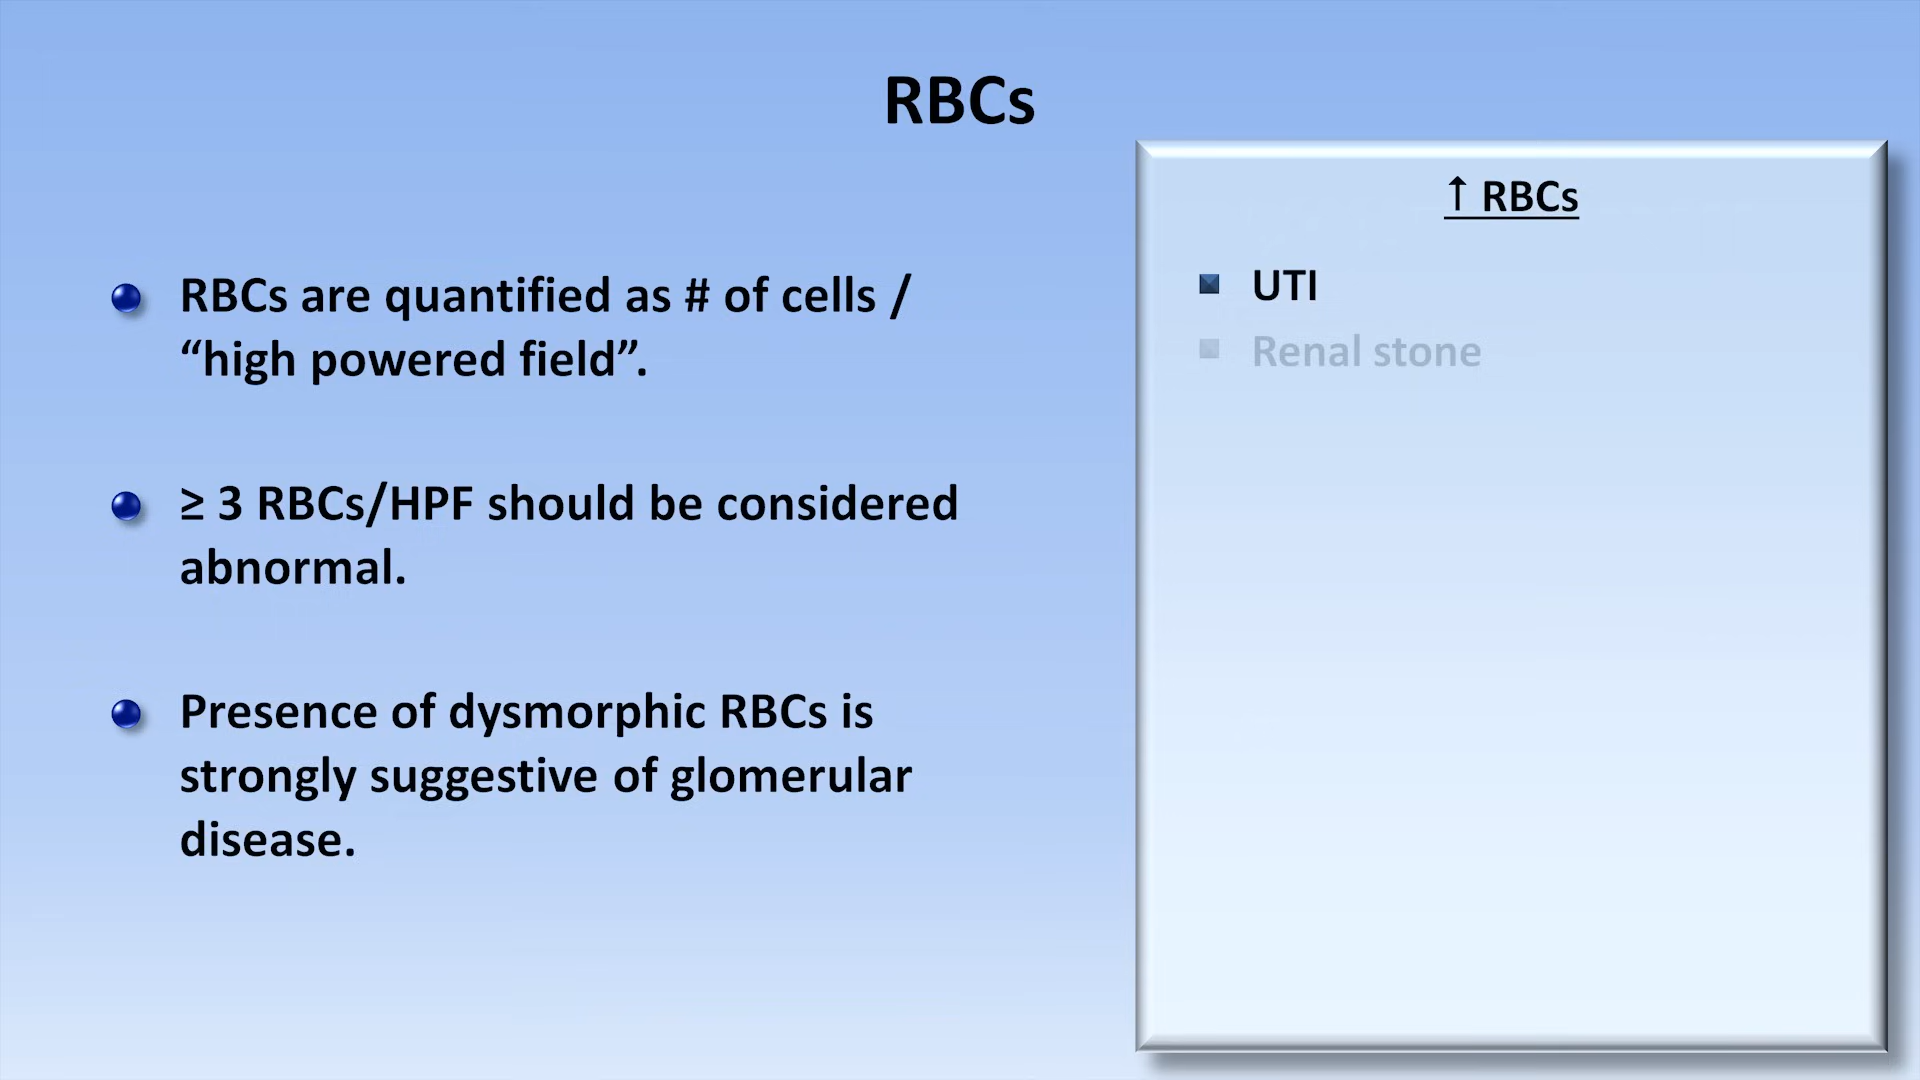 RBCs
RBCs are quantified as # of cells /
“high powered field”.
≥ 3 RBCs/HPF should be considered
abnormal.
Presence of dysmorphic RBCs is
strongly suggestive of glomerular
disease.
↑ RBCs
UTI
Renal stone